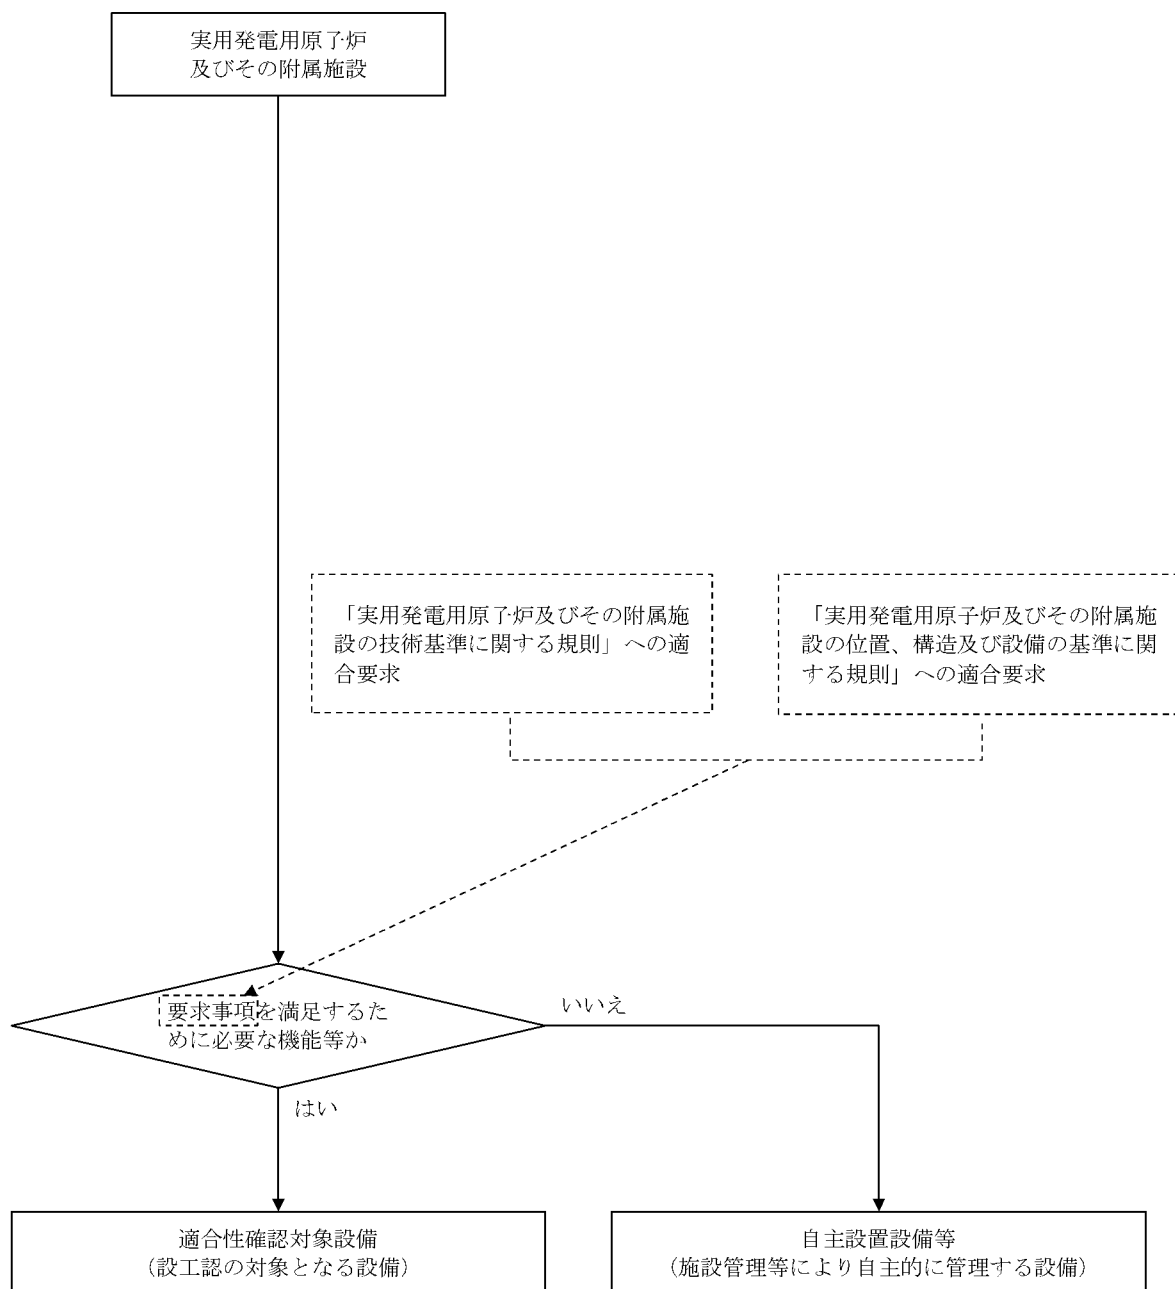 実用発電用原子炉
及びその附属施設
「実用発電用原子炉及びその附属施
設の技術基準に関する規則」への適
合要求
「実用発電用原子炉及びその附属施
設の位置、構造及び設備の基準に関
する規則」への適合要求
要求事項を満足するた
めに必要な機能等か
いいえ
はい
適合性確認対象設備
（設工認の対象となる設備）
自主設置設備等
（施設管理等により自主的に管理する設備）